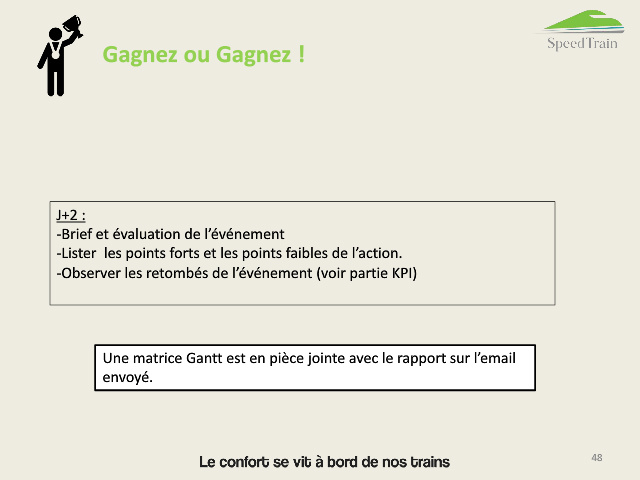 Gagnez ou Gagnez !
SpeedTrain
J+2 :
-Brief et évaluation de l'événement
-Lister  les points forts et les points faibles de l'action.
-Observer les retombés de l'événement (voir partie KPI)
Une matrice Gantt est en pièce jointe avec le rapport sur l'email
envoyé.
Le confort se vit à bord de nos trains
48